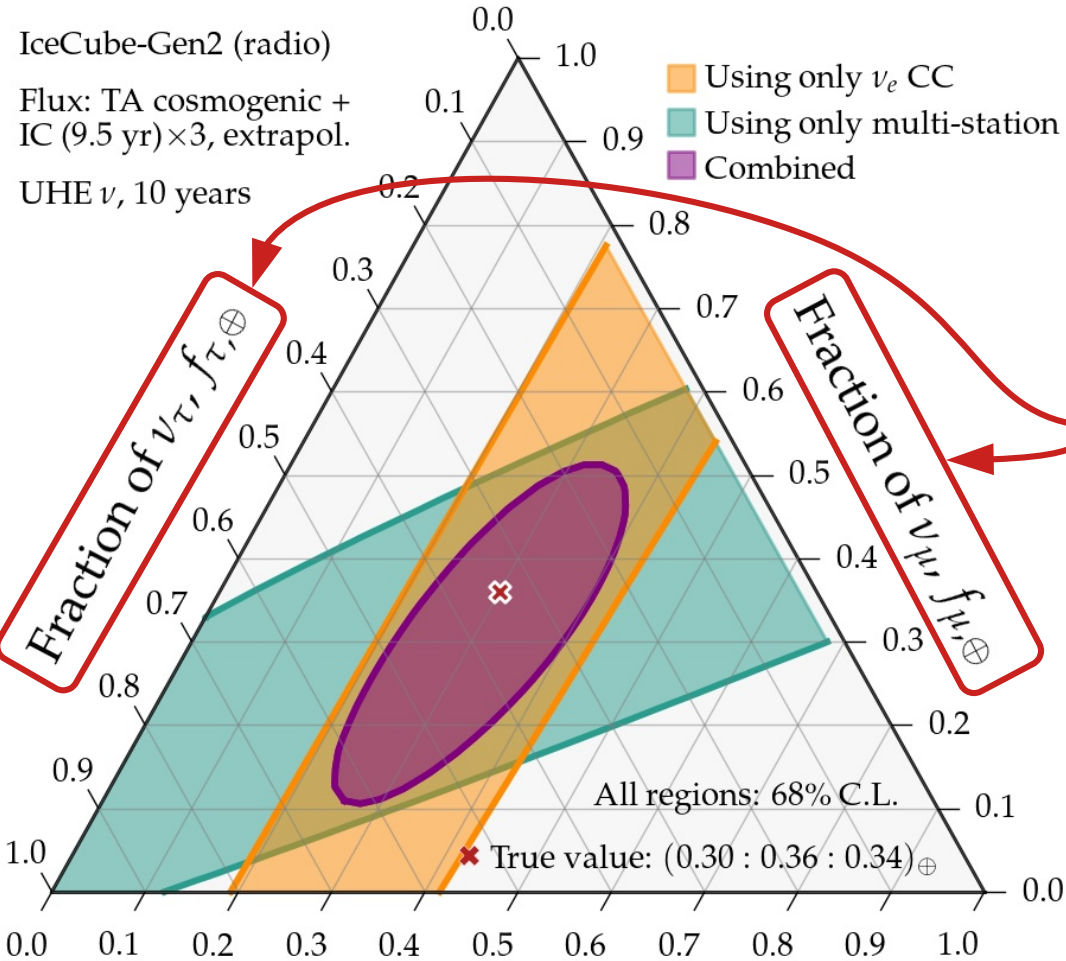 IceCube-Gen2 (radio)
Flux: TA cosmogenic +
IC (9.5 yr)×3, extrapol.
UHE ν, 10 years
Using only νₑ CC
Using only multi-station
Combined
0.0
0.1
0.2
0.3
0.4
0.5
0.6
0.7
0.8
0.9
1.0
1.0
0.9
0.8
0.7
0.6
0.5
0.4
0.3
0.2
0.1
0.0
Fraction of ν_τ, f_τ,⊕
Fraction of ν_μ, f_μ,⊕
All regions: 68% C.L.
True value: (0.30 : 0.36 : 0.34)⊕
0.0 0.1 0.2 0.3 0.4 0.5 0.6 0.7 0.8 0.9 1.0